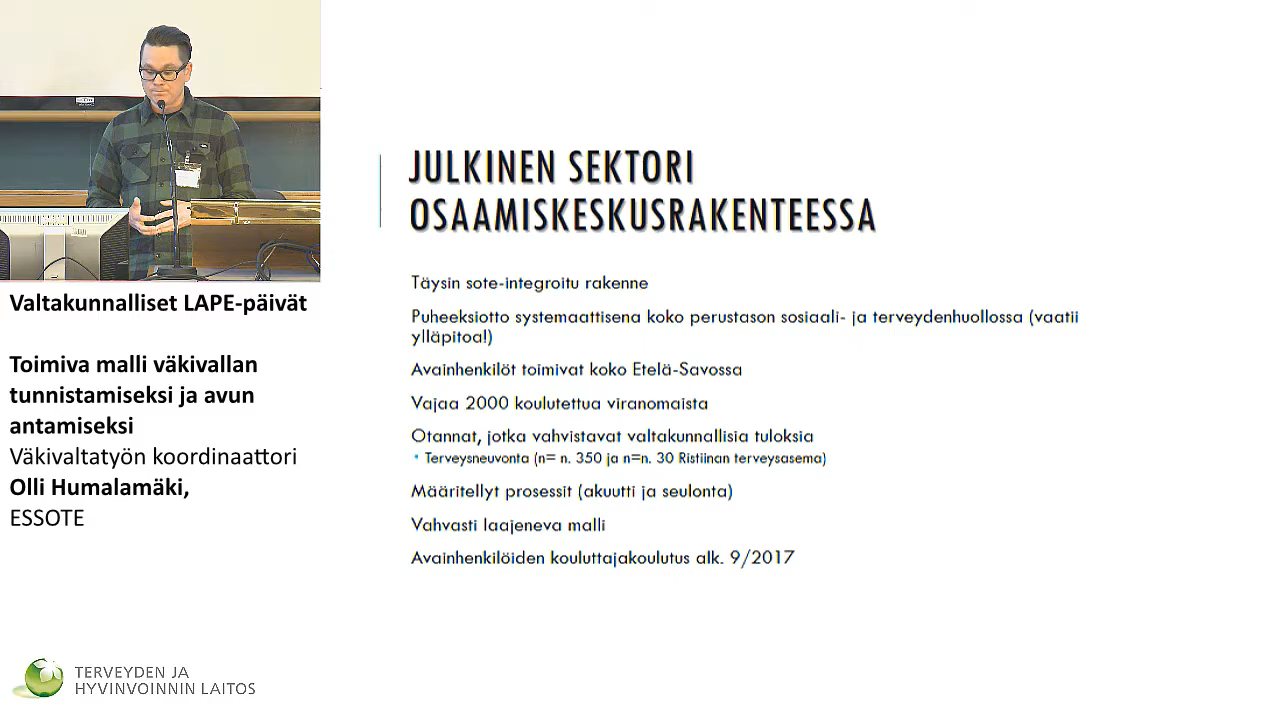 Valtakunnalliset LAPE-päivät
Toimiva malli väkivallan
tunnistamiseksi ja avun
antamiseksi
Väkivaltatyön koordinaattori
Olli Humalamäki,
ESSOTE
TERVEYDEN JA
HYVINVOINNIN LAITOS
JULKINEN SEKTORI
OSAAMISKESKUSRAKENTEESSA
Täysin sote-integroitu rakenne
Puheeksiotto systemaattisena koko perustason sosiaali- ja terveydenhuollossa (vaatii
ylläpitoa!)
Avainhenkilöt toimivat koko Etelä-Savossa
Vajaa 2000 koulutettua viranomaista
Otannat, jotka vahvistavat valtakunnallisia tuloksia
• Terveysneuvonta (n= n. 350 ja n=n. 30 Ristiinan terveysasema)
Määritellyt prosessit (akuutti ja seulonta)
Vahvasti laajeneva malli
Avainhenkilöiden kouluttajakoulutus alk. 9/2017